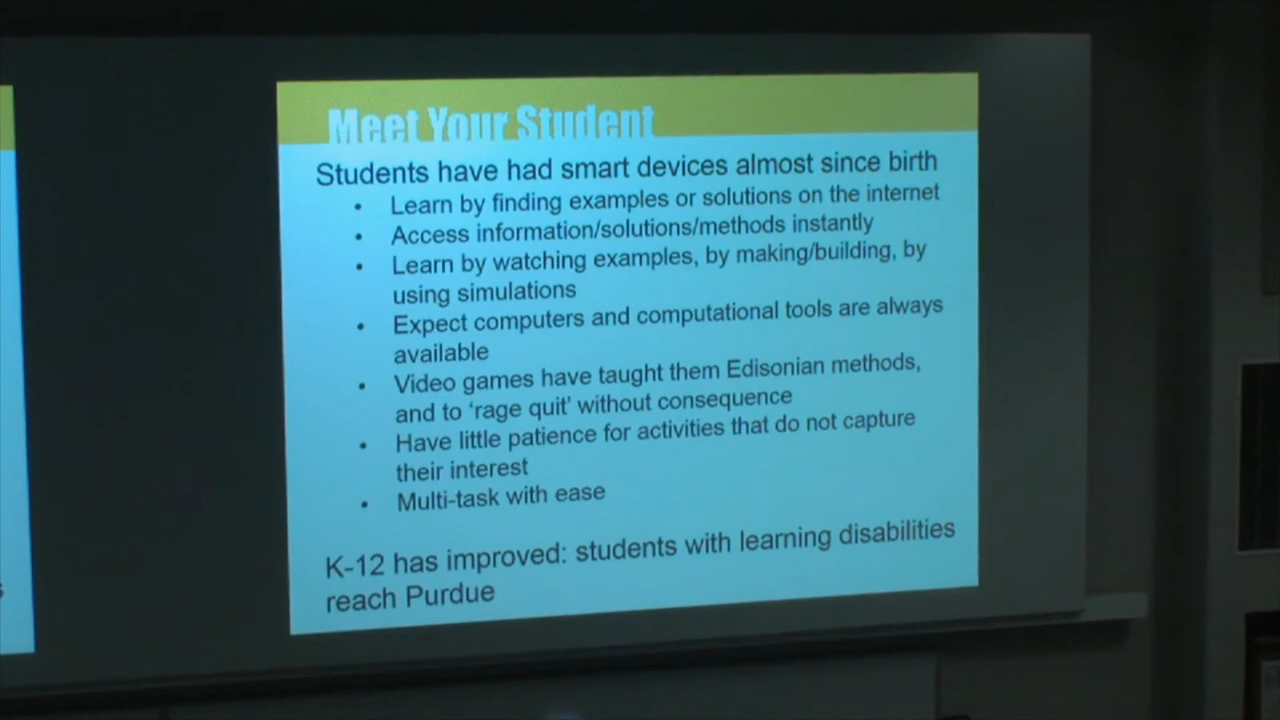 Meet Your Student
Students have had smart devices almost since birth
• Learn by finding examples or solutions on the internet
• Access information/solutions/methods instantly
• Learn by watching examples, by making/building, by
using simulations
• Expect computers and computational tools are always
available
• Video games have taught them Edisonian methods,
and to ‘rage quit’ without consequence
• Have little patience for activities that do not capture
their interest
• Multi-task with ease
K-12 has improved: students with learning disabilities
reach Purdue